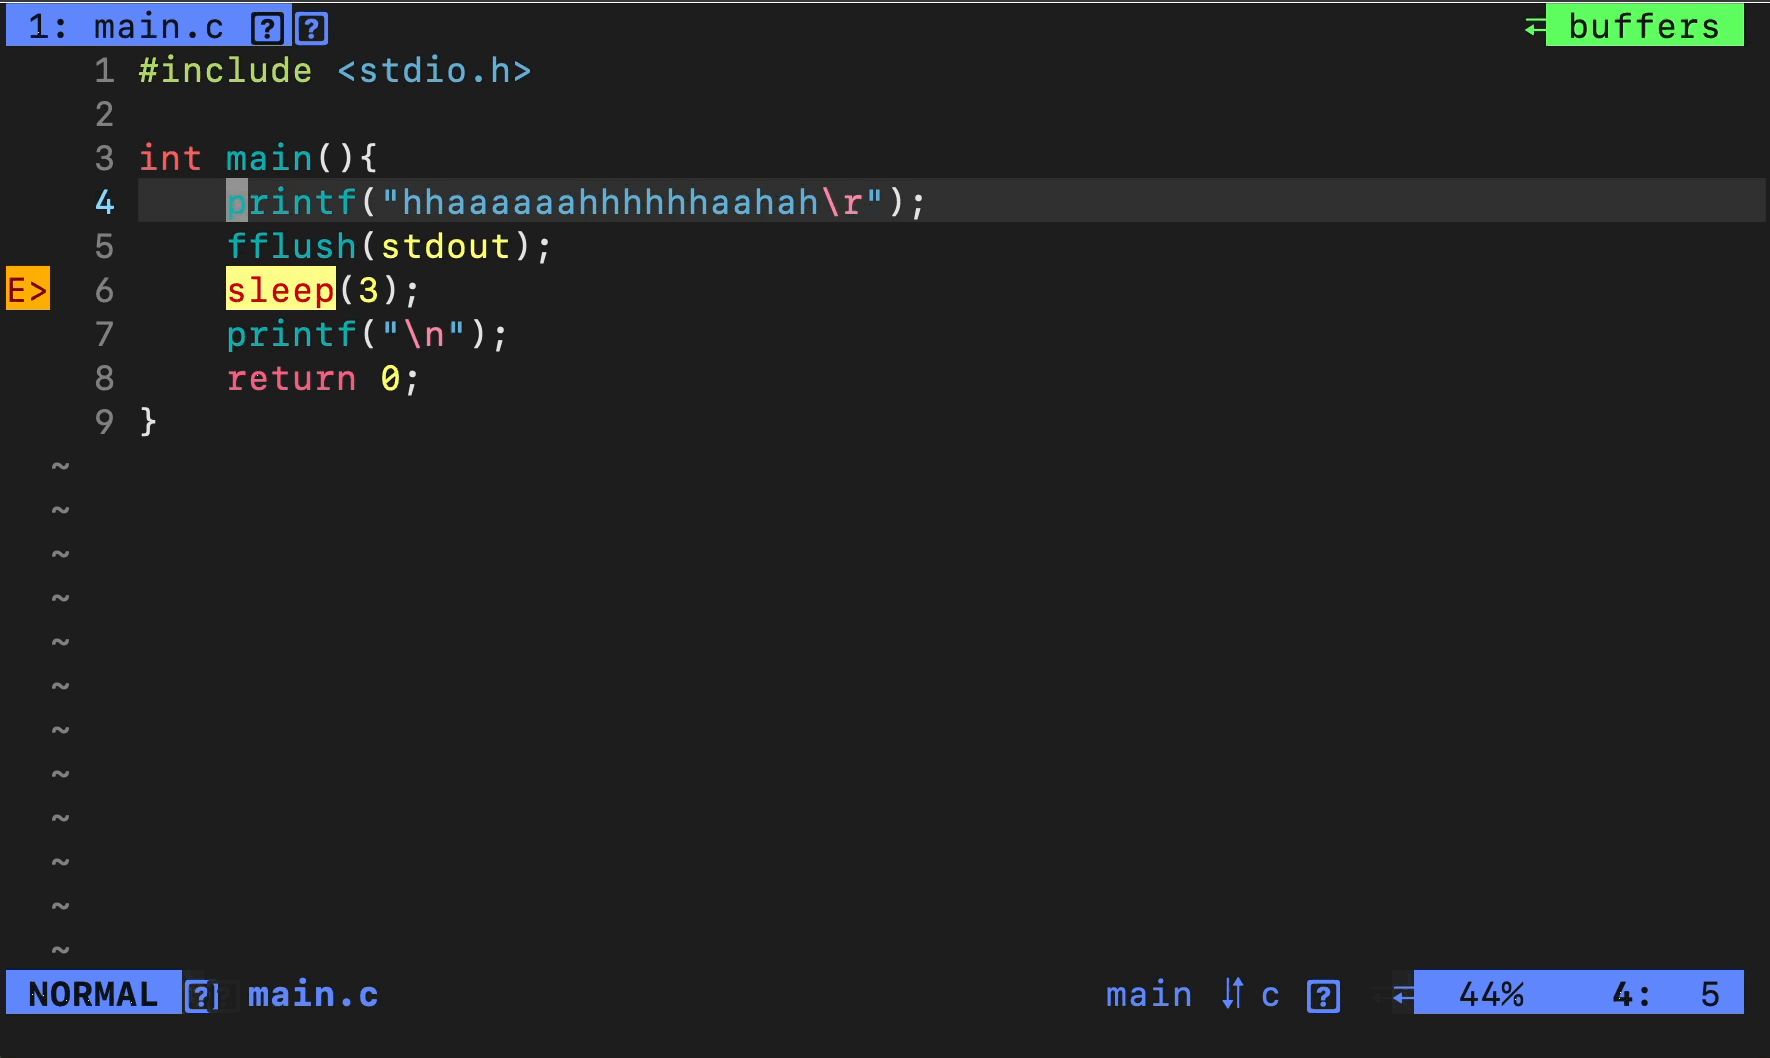 1: main.c
buffers
1 #include <stdio.h>
2
3 int main(){
4     printf("hhaaaaaahhhhhhaahah\r");
5     fflush(stdout);
E> 6     sleep(3);
7     printf("\n");
8     return 0;
9 }
~
~
~
~
~
~
~
~
~
~
~
~
NORMAL main.c main c 44% 4: 5